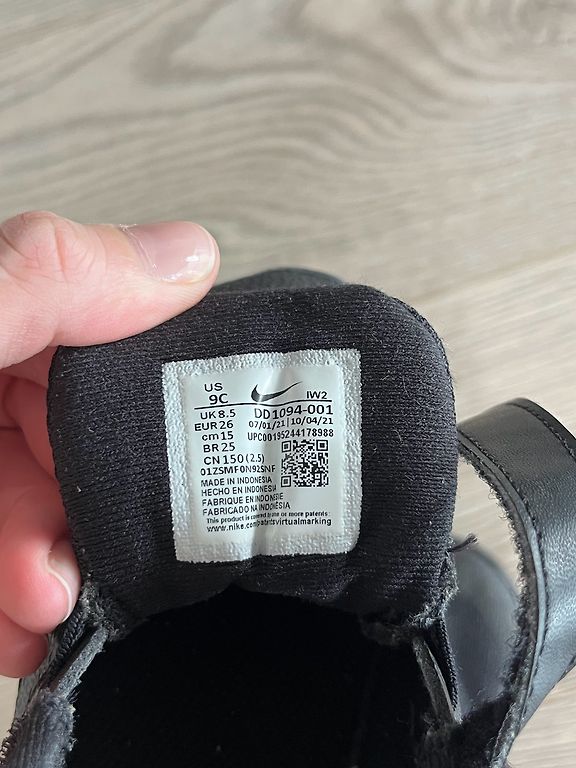 US
9C
IW2
UK 8.5 DD1094-001
EUR 26 07/01/21 | 10/04/21
cm 15 UPC00195244178988
BR 25
CN 150 (2.5)
01ZSMF0N92SNF
MADE IN INDONESIA
HECHO EN INDONESIA
FABRIQUE EN INDONESIE
FABRICADO NA INDONÉSIA
This product is covered by one or more patents:
www.nike.com/patentsvirtualmarking